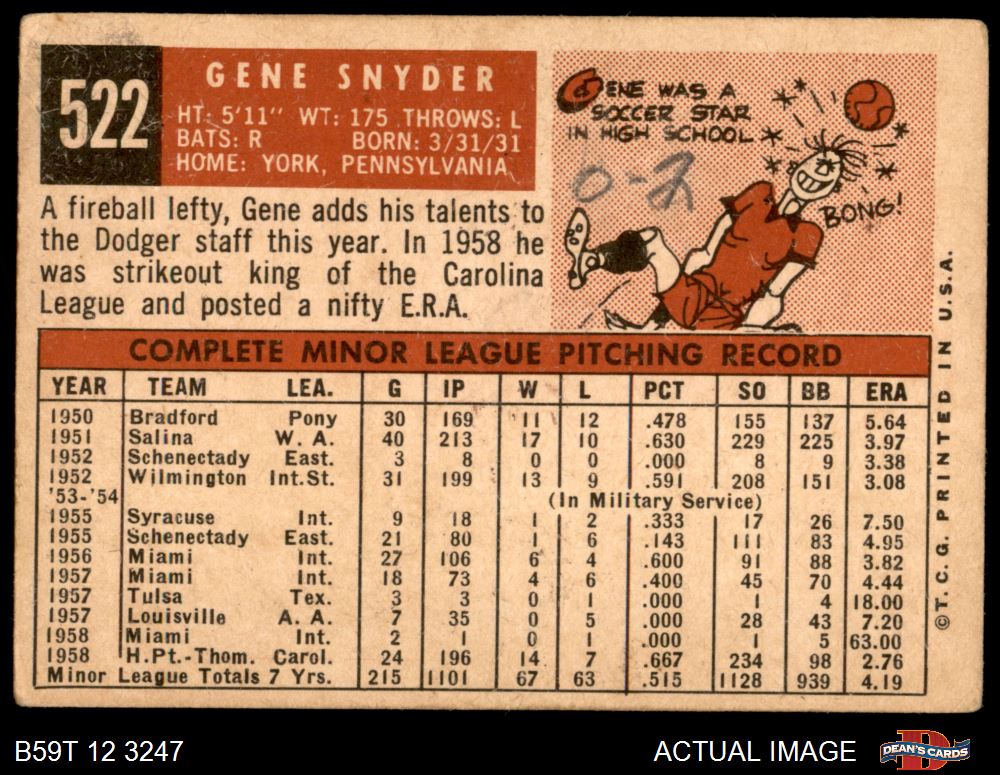 522
GENE SNYDER
HT: 5'11" WT: 175 THROWS: L
BATS: R BORN: 3/31/31
HOME: YORK, PENNSYLVANIA
GENE WAS A
SOCCER STAR
IN HIGH SCHOOL
0-2
BONG!
A fireball lefty, Gene adds his talents to
the Dodger staff this year. In 1958 he
was strikeout king of the Carolina
League and posted a nifty E.R.A.
COMPLETE MINOR LEAGUE PITCHING RECORD
YEAR TEAM LEA. G IP W L PCT SO BB ERA
1950 Bradford Pony 30 169 11 12 .478 155 137 5.64
1951 Salina W. A. 40 213 17 10 .630 229 225 3.97
1952 Schenectady East. 3 8 0 0 .000 8 9 3.38
1952 Wilmington Int.St. 31 199 13 9 .591 208 151 3.08
'53-'54 (In Military Service)
1955 Syracuse Int. 9 18 1 2 .333 17 26 7.50
1955 Schenectady East. 21 80 1 6 .143 111 83 4.95
1956 Miami Int. 27 106 6 4 .600 91 88 3.82
1957 Miami Int. 18 73 4 6 .400 45 70 4.44
1957 Tulsa Tex. 3 3 0 1 .000 1 4 18.00
1957 Louisville A. A. 7 35 0 5 .000 28 43 7.20
1958 Miami Int. 2 1 0 1 .000 1 5 63.00
1958 H.Pt.-Thom. Carol. 24 196 14 7 .667 234 98 2.76
Minor League Totals 7 Yrs. 215 1101 67 63 .515 1128 939 4.19
©T.C.G. PRINTED IN U.S.A.
B59T 12 3247
ACTUAL IMAGE
DEAN'S CARDS